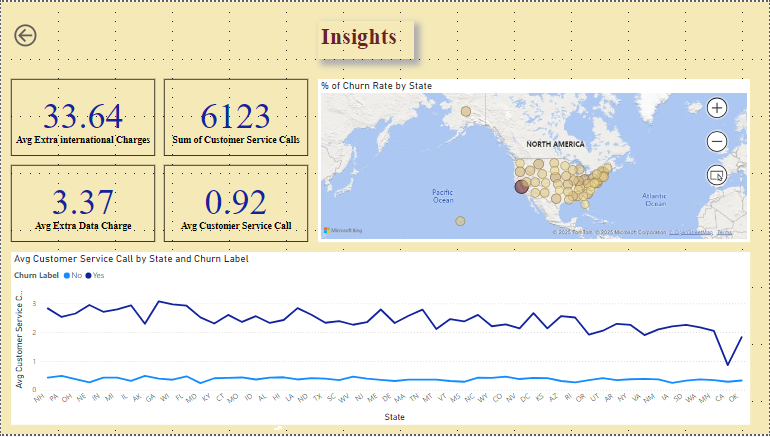 Insights
33.64
Avg Extra international Charges
6123
Sum of Customer Service Calls
3.37
Avg Extra Data Charge
0.92
Avg Customer Service Call
% of Churn Rate by State
NORTH AMERICA
Pacific
Ocean
Atlantic
Ocean
Microsoft Bing
© 2025 TomTom, © 2025 Microsoft Corporation, © OpenStreetMap Terms
Avg Customer Service Call by State and Churn Label
Churn Label No Yes
Avg Customer Service C...
3
2
1
0
NH PA OH NE IN MI IL AK GA WI FL MD KY CT MO ID AL HI LA ND TX SC WV NJ ME DE MA TN MT VT MS NC WY CO NV DC KS AZ RI OR UT AR NY VA NM IA SD WA MN CA OK
State